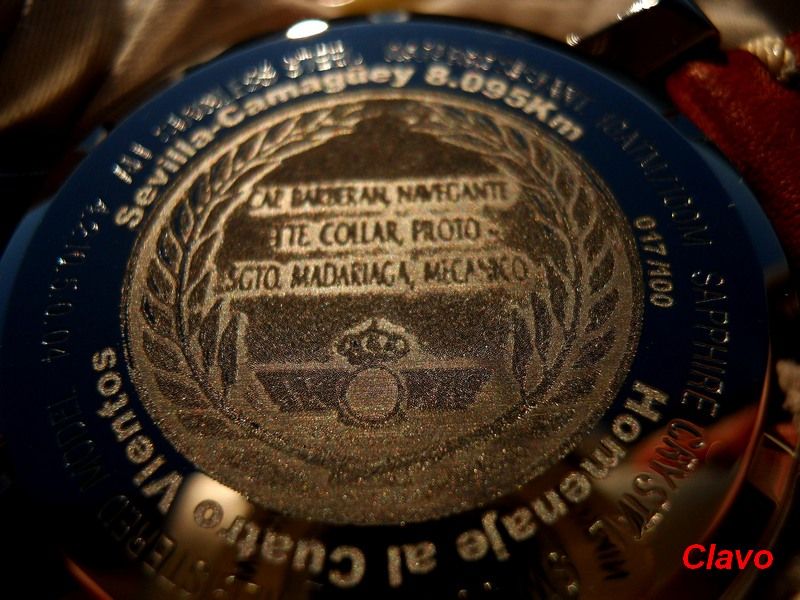 Sevilla-Camagüey 8.095Km
CAP. BARBERAN, NAVEGANTE
TTE COLLAR, PILOTO
SGTO. MADARIAGA, MECANICO
017/100
SAPPHIRE CRYSTAL
Homenaje al Cuatro Vientos
MODEL
Clavo